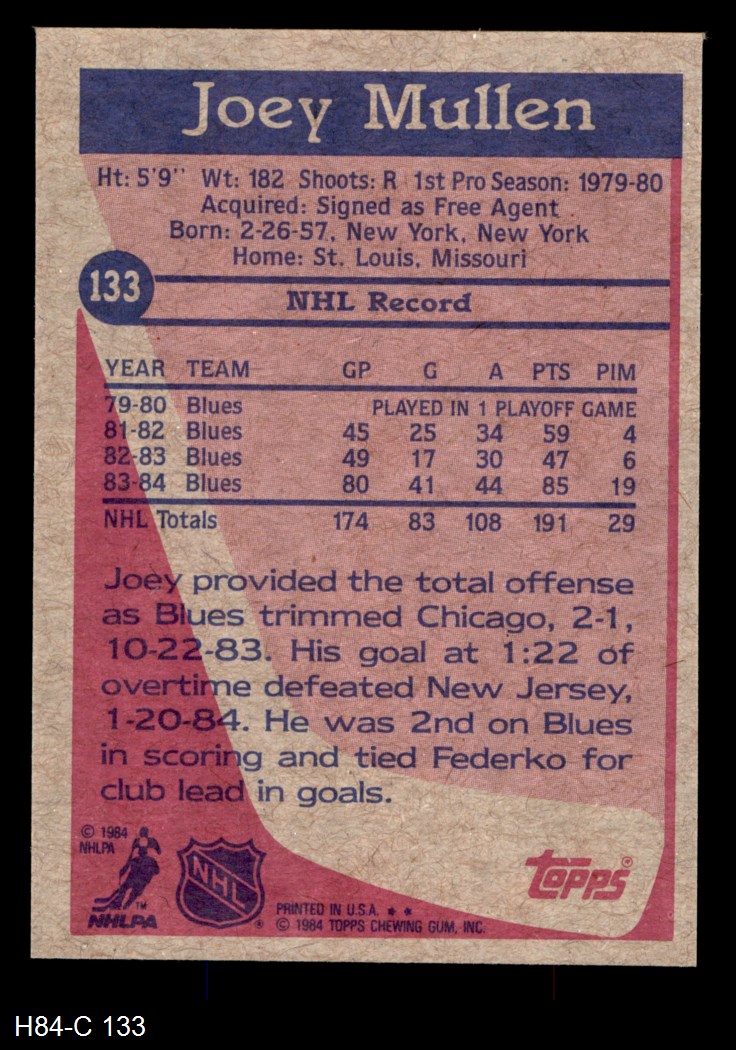 Joey Mullen
Ht: 5'9" Wt: 182 Shoots: R 1st Pro Season: 1979-80
Acquired: Signed as Free Agent
Born: 2-26-57, New York, New York
Home: St. Louis, Missouri
133
NHL Record
YEAR TEAM GP G A PTS PIM
79-80 Blues PLAYED IN 1 PLAYOFF GAME
81-82 Blues 45 25 34 59 4
82-83 Blues 49 17 30 47 6
83-84 Blues 80 41 44 85 19
NHL Totals 174 83 108 191 29
Joey provided the total offense
as Blues trimmed Chicago, 2-1,
10-22-83. His goal at 1:22 of
overtime defeated New Jersey,
1-20-84. He was 2nd on Blues
in scoring and tied Federko for
club lead in goals.
© 1984
NHLPA
TM
NHLPA
NHL
®
topps®
PRINTED IN U.S.A. ★ ★
© 1984 TOPPS CHEWING GUM, INC.
H84-C 133